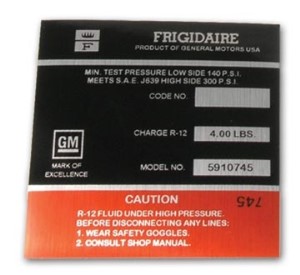 F
FRIGIDAIRE
PRODUCT OF GENERAL MOTORS USA
MIN. TEST PRESSURE LOW SIDE 140 P.S.I.
MEETS S.A.E. J639 HIGH SIDE 300 P.S.I.
CODE NO.
CHARGE R-12 4.00 LBS.
GM
MARK OF
EXCELLENCE
MODEL NO. 5910745
745
CAUTION
R-12 FLUID UNDER HIGH PRESSURE.
BEFORE DISCONNECTING ANY LINES:
1. WEAR SAFETY GOGGLES.
2. CONSULT SHOP MANUAL.